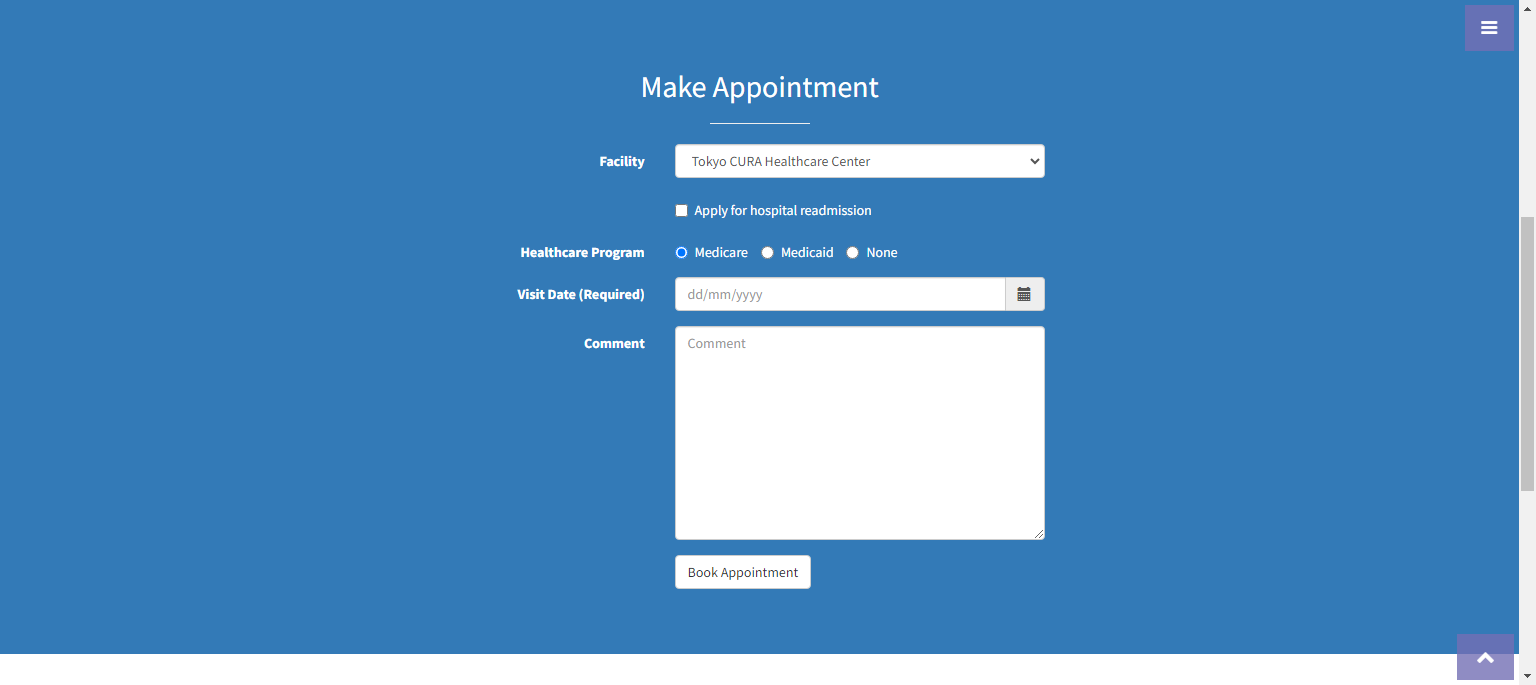 Make Appointment
Facility
Tokyo CURA Healthcare Center
Apply for hospital readmission
Healthcare Program
Medicare
Medicaid
None
Visit Date (Required)
dd/mm/yyyy
Comment
Comment
Book Appointment